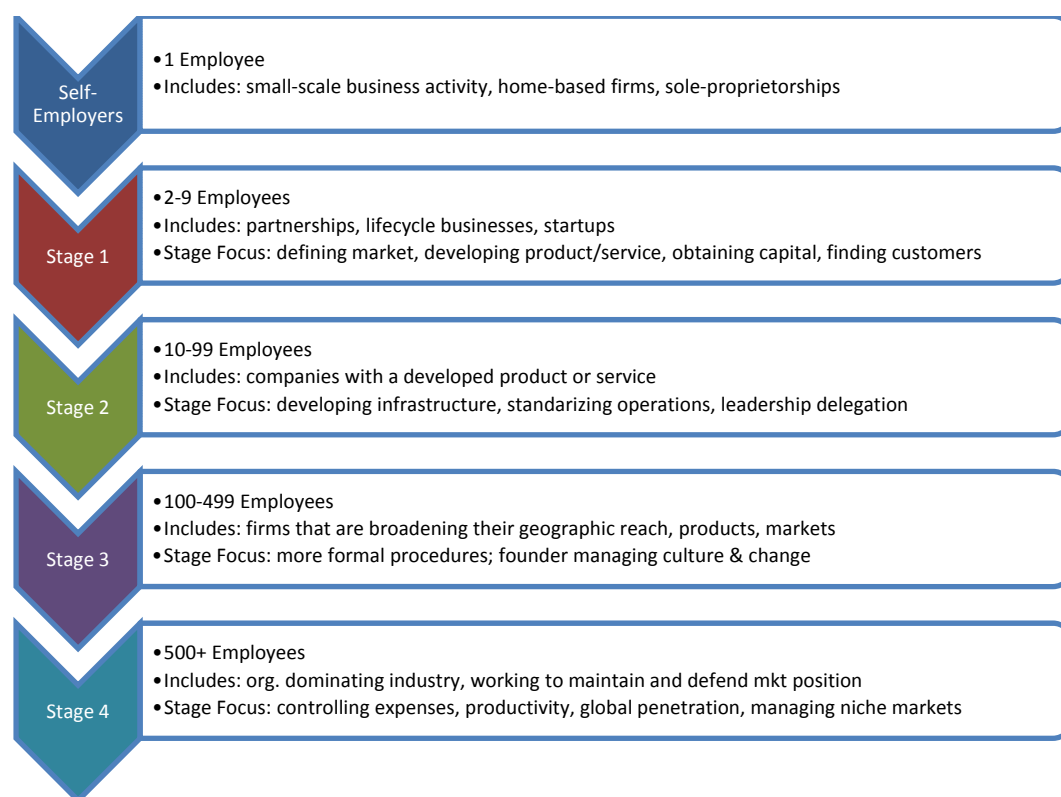 Self-
Employers
•1 Employee
•Includes: small-scale business activity, home-based firms, sole-proprietorships
Stage 1
•2-9 Employees
•Includes: partnerships, lifecycle businesses, startups
•Stage Focus: defining market, developing product/service, obtaining capital, finding customers
Stage 2
•10-99 Employees
•Includes: companies with a developed product or service
•Stage Focus: developing infrastructure, standarizing operations, leadership delegation
Stage 3
•100-499 Employees
•Includes: firms that are broadening their geographic reach, products, markets
•Stage Focus: more formal procedures; founder managing culture & change
Stage 4
•500+ Employees
•Includes: org. dominating industry, working to maintain and defend mkt position
•Stage Focus: controlling expenses, productivity, global penetration, managing niche markets